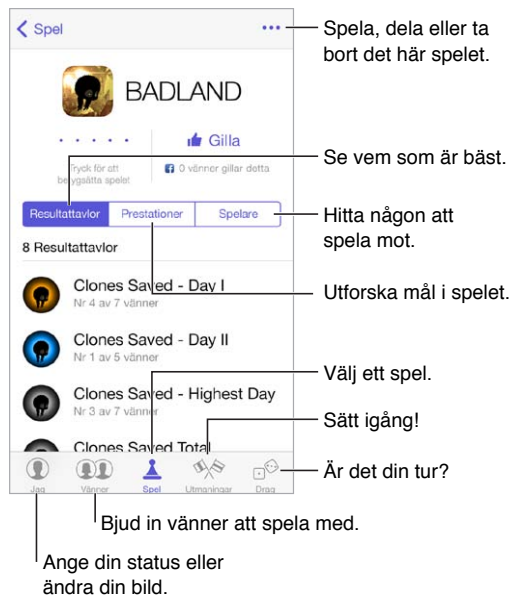 Spel
Spela, dela eller ta
bort det här spelet.
BADLAND
Gilla
Tryck för att
betygsätta spelet
0 vänner gillar detta
Se vem som är bäst.
Resultattavlor
Prestationer
Spelare
Hitta någon att
spela mot.
8 Resultattavlor
Utforska mål i spelet.
Clones Saved - Day I
Nr 4 av 7 vänner
Clones Saved - Day II
Nr 1 av 5 vänner
Välj ett spel.
Clones Saved - Highest Day
Nr 3 av 7 vänner
Sätt igång!
Clones Saved Total
Är det din tur?
Jag
Vänner
Spel
Utmaningar
Drag
Bjud in vänner att spela med.
Ange din status eller
ändra din bild.